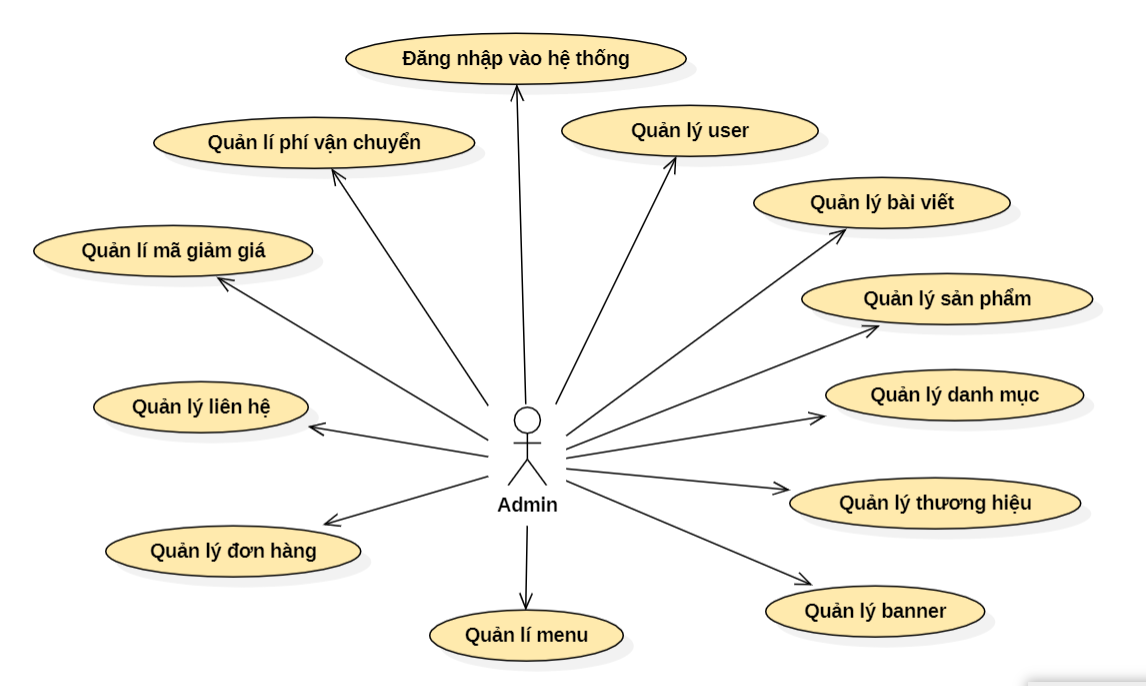 Đăng nhập vào hệ thống
Quản lý user
Quản lí phí vận chuyển
Quản lý bài viết
Quản lí mã giảm giá
Quản lý sản phẩm
Quản lý danh mục
Quản lý liên hệ
Quản lý thương hiệu
Admin
Quản lý đơn hàng
Quản lý banner
Quản lí menu